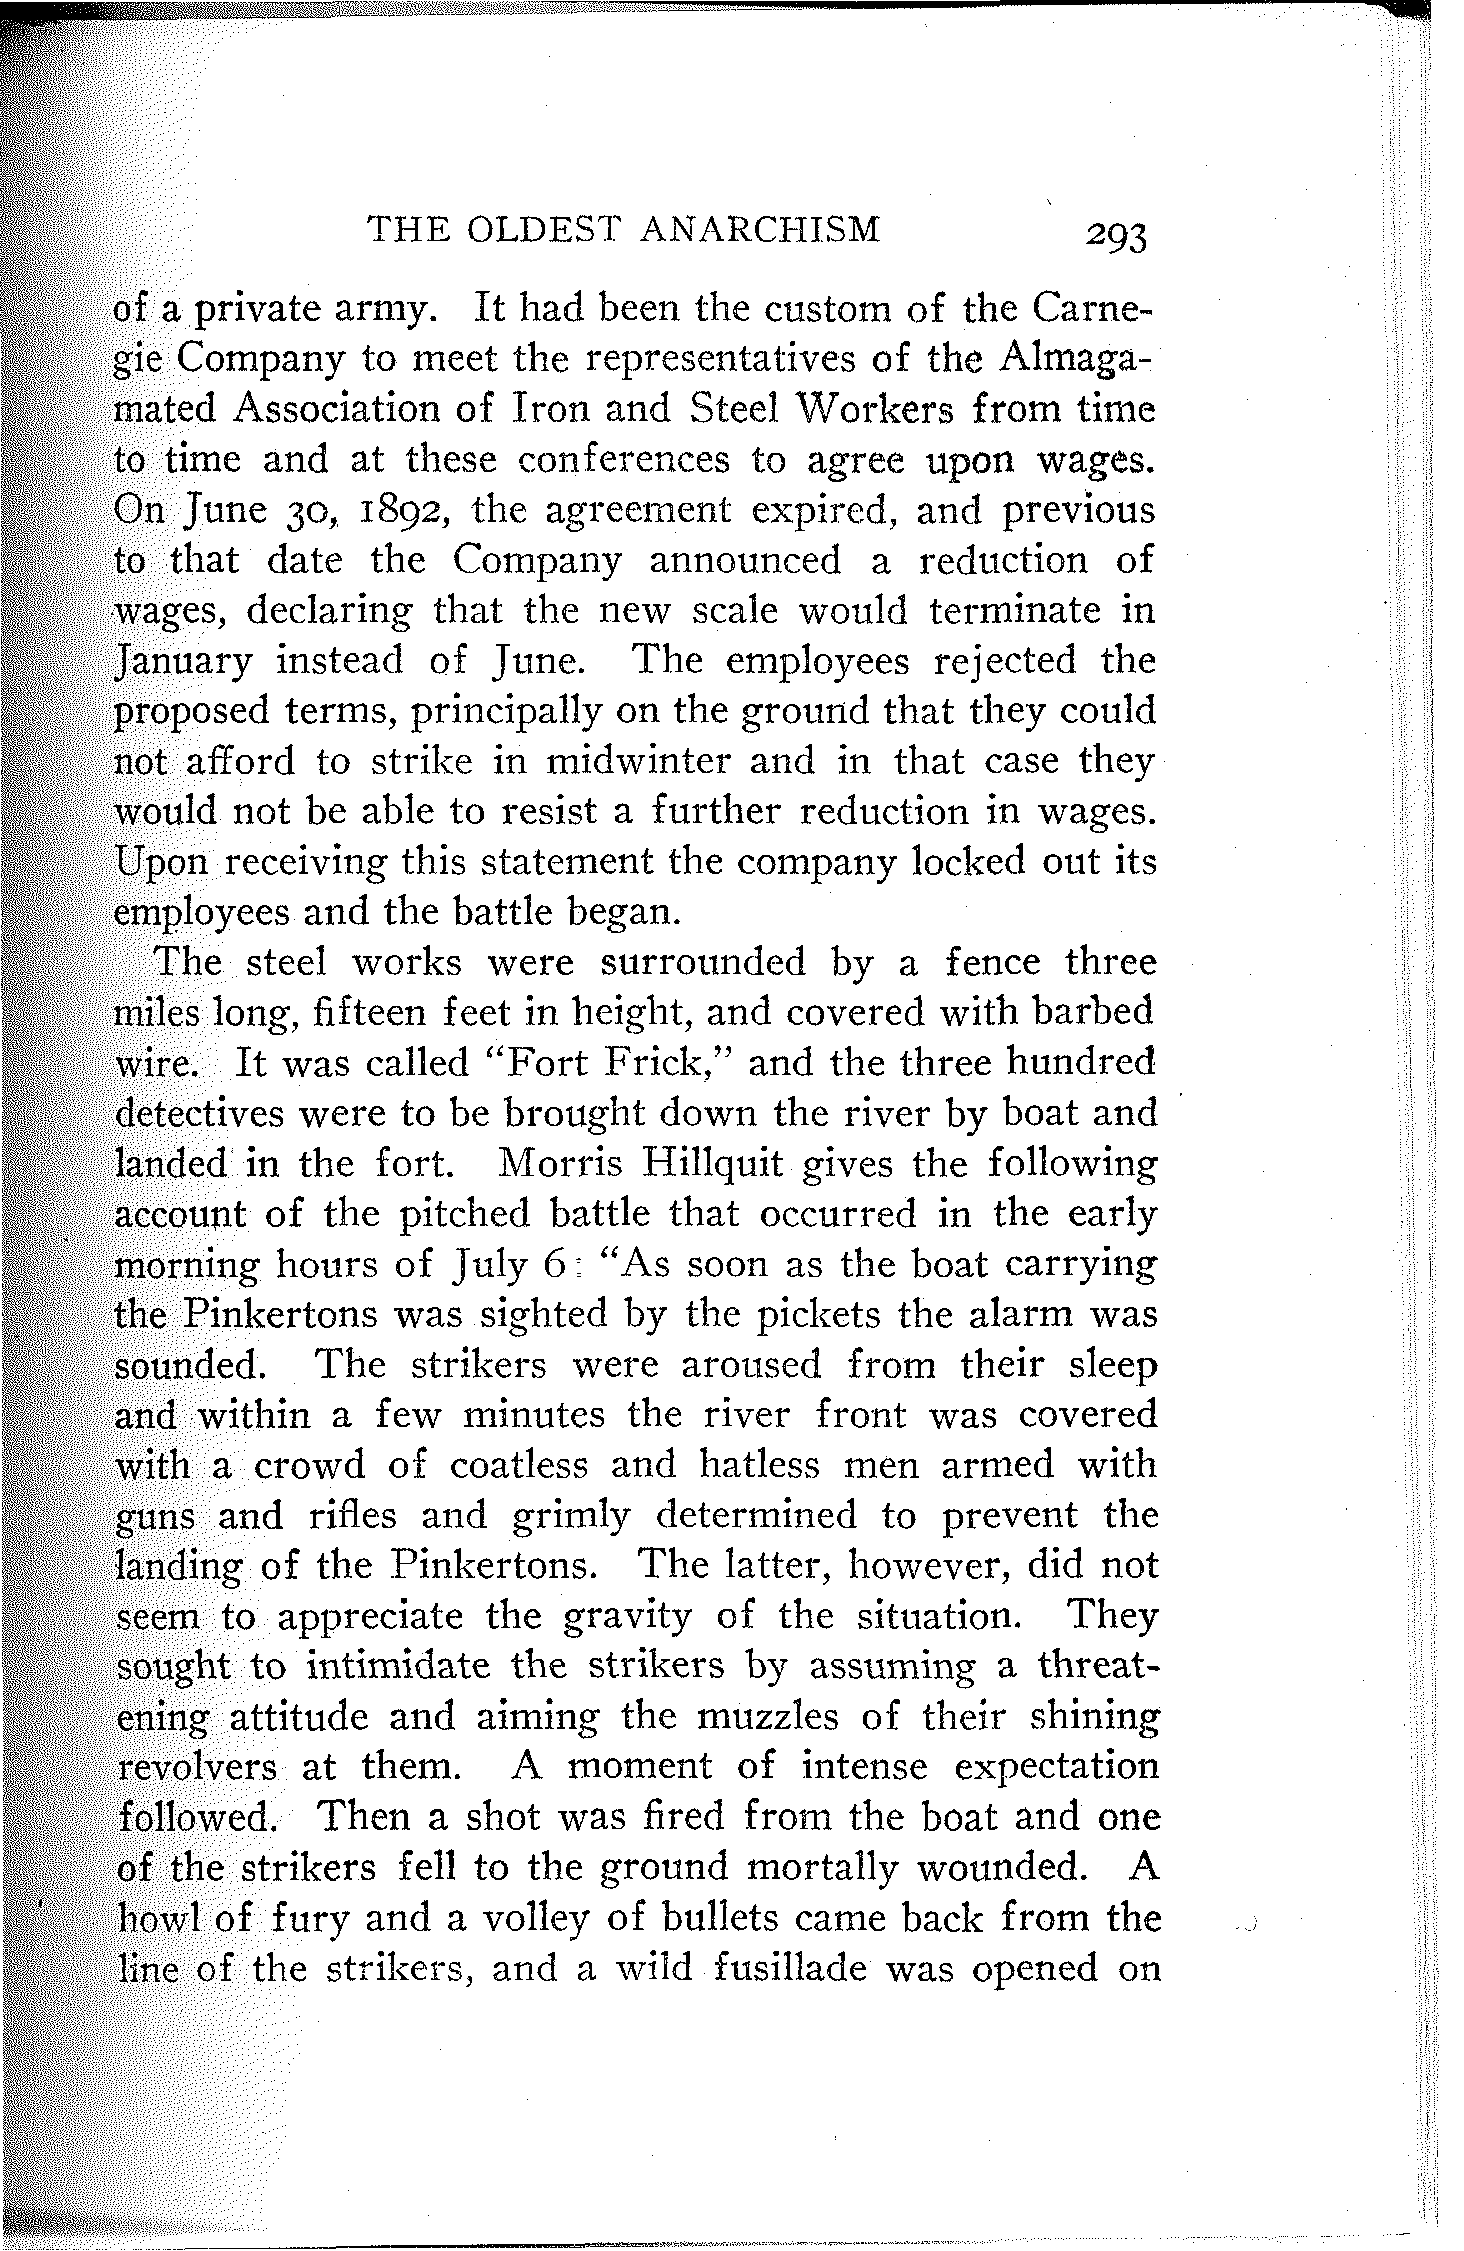 THE OLDEST ANARCHISM 293
of a private army. It had been the custom of the Carne-
gie Company to meet the representatives of the Almaga-
mated Association of Iron and Steel Workers from time
to time and at these conferences to agree upon wages.
On June 30, 1892, the agreement expired, and previous
to that date the Company announced a reduction of
wages, declaring that the new scale would terminate in
January instead of June. The employees rejected the
proposed terms, principally on the ground that they could
not afford to strike in midwinter and in that case they
would not be able to resist a further reduction in wages.
Upon receiving this statement the company locked out its
employees and the battle began.
The steel works were surrounded by a fence three
miles long, fifteen feet in height, and covered with barbed
wire. It was called “Fort Frick,” and the three hundred
detectives were to be brought down the river by boat and
landed in the fort. Morris Hillquit gives the following
account of the pitched battle that occurred in the early
morning hours of July 6: “As soon as the boat carrying
the Pinkertons was sighted by the pickets the alarm was
sounded. The strikers were aroused from their sleep
and within a few minutes the river front was covered
with a crowd of coatless and hatless men armed with
guns and rifles and grimly determined to prevent the
landing of the Pinkertons. The latter, however, did not
seem to appreciate the gravity of the situation. They
sought to intimidate the strikers by assuming a threat-
ening attitude and aiming the muzzles of their shining
revolvers at them. A moment of intense expectation
followed. Then a shot was fired from the boat and one
of the strikers fell to the ground mortally wounded. A
howl of fury and a volley of bullets came back from the
line of the strikers, and a wild fusillade was opened on